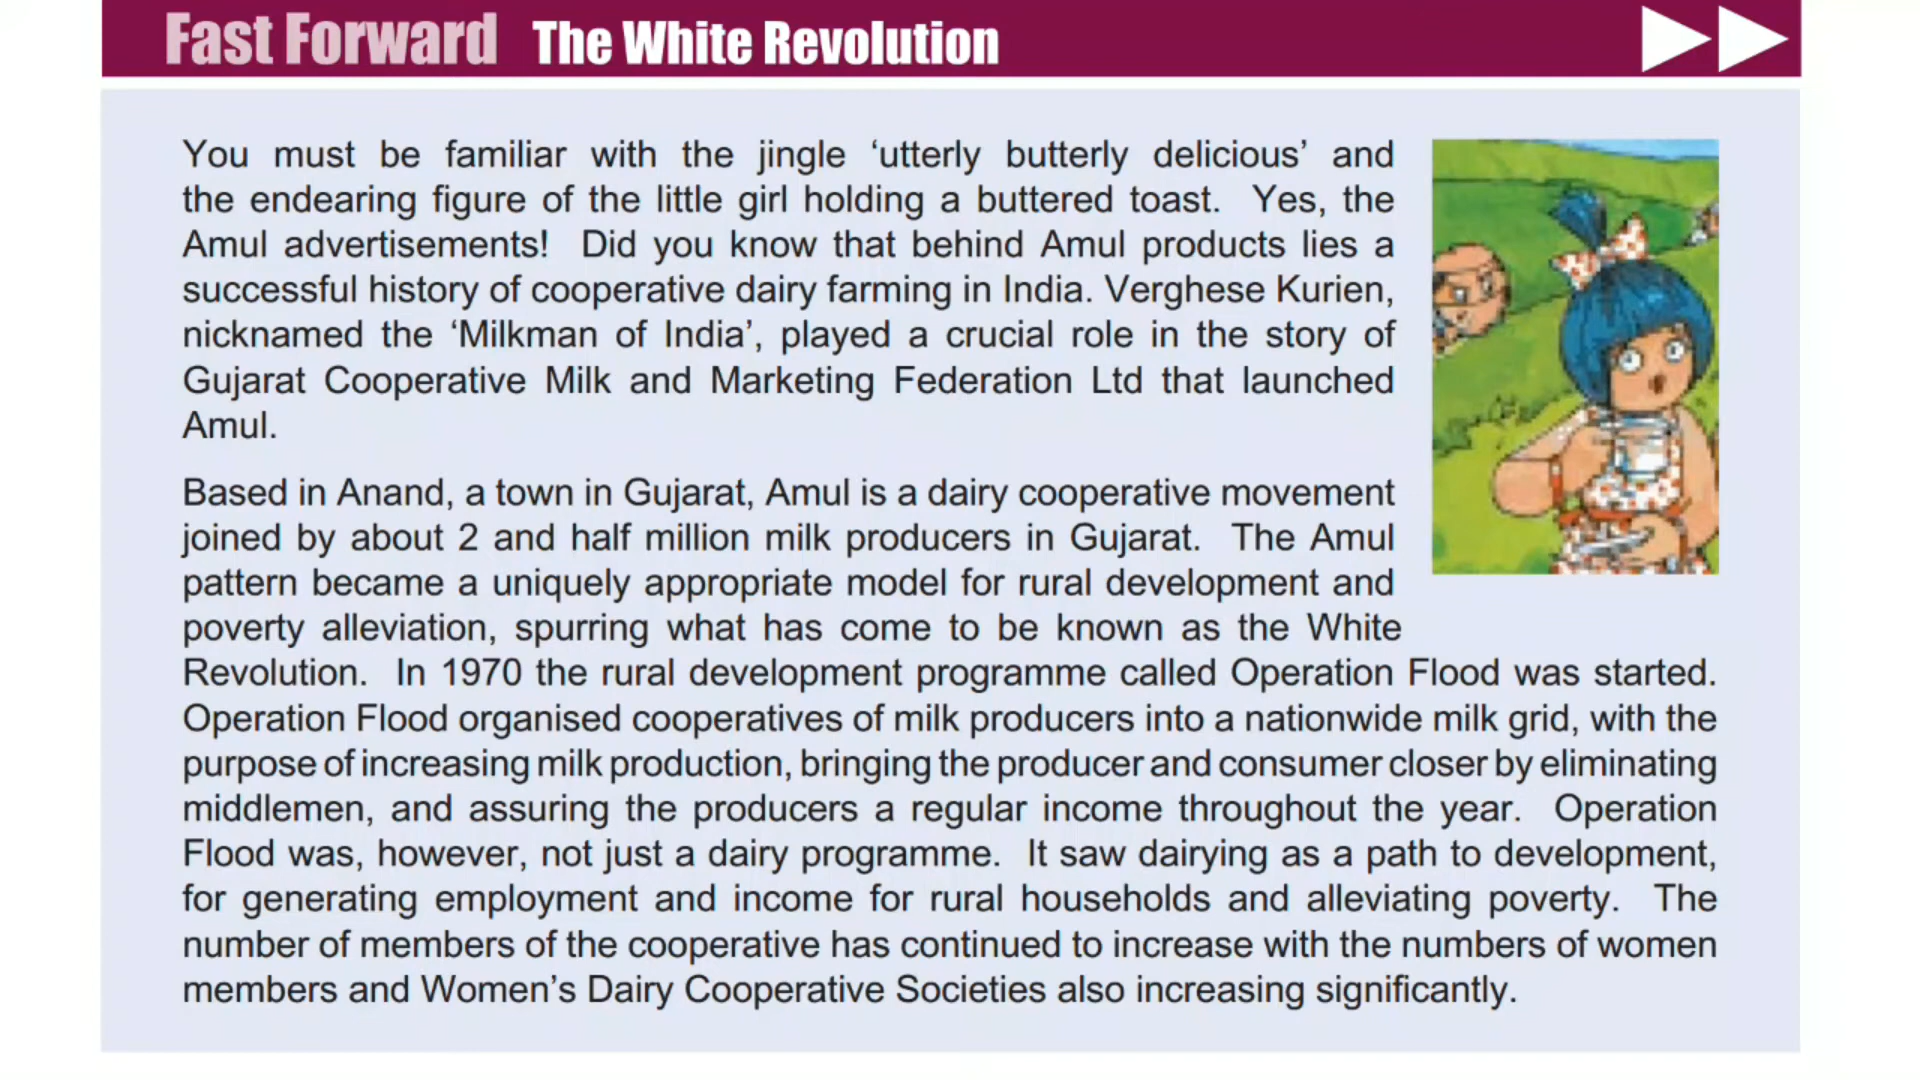 Fast Forward The White Revolution
You must be familiar with the jingle ‘utterly butterly delicious’ and
the endearing figure of the little girl holding a buttered toast. Yes, the
Amul advertisements! Did you know that behind Amul products lies a
successful history of cooperative dairy farming in India. Verghese Kurien,
nicknamed the ‘Milkman of India’, played a crucial role in the story of
Gujarat Cooperative Milk and Marketing Federation Ltd that launched
Amul.
Based in Anand, a town in Gujarat, Amul is a dairy cooperative movement
joined by about 2 and half million milk producers in Gujarat. The Amul
pattern became a uniquely appropriate model for rural development and
poverty alleviation, spurring what has come to be known as the White
Revolution. In 1970 the rural development programme called Operation Flood was started.
Operation Flood organised cooperatives of milk producers into a nationwide milk grid, with the
purpose of increasing milk production, bringing the producer and consumer closer by eliminating
middlemen, and assuring the producers a regular income throughout the year. Operation
Flood was, however, not just a dairy programme. It saw dairying as a path to development,
for generating employment and income for rural households and alleviating poverty. The
number of members of the cooperative has continued to increase with the numbers of women
members and Women’s Dairy Cooperative Societies also increasing significantly.